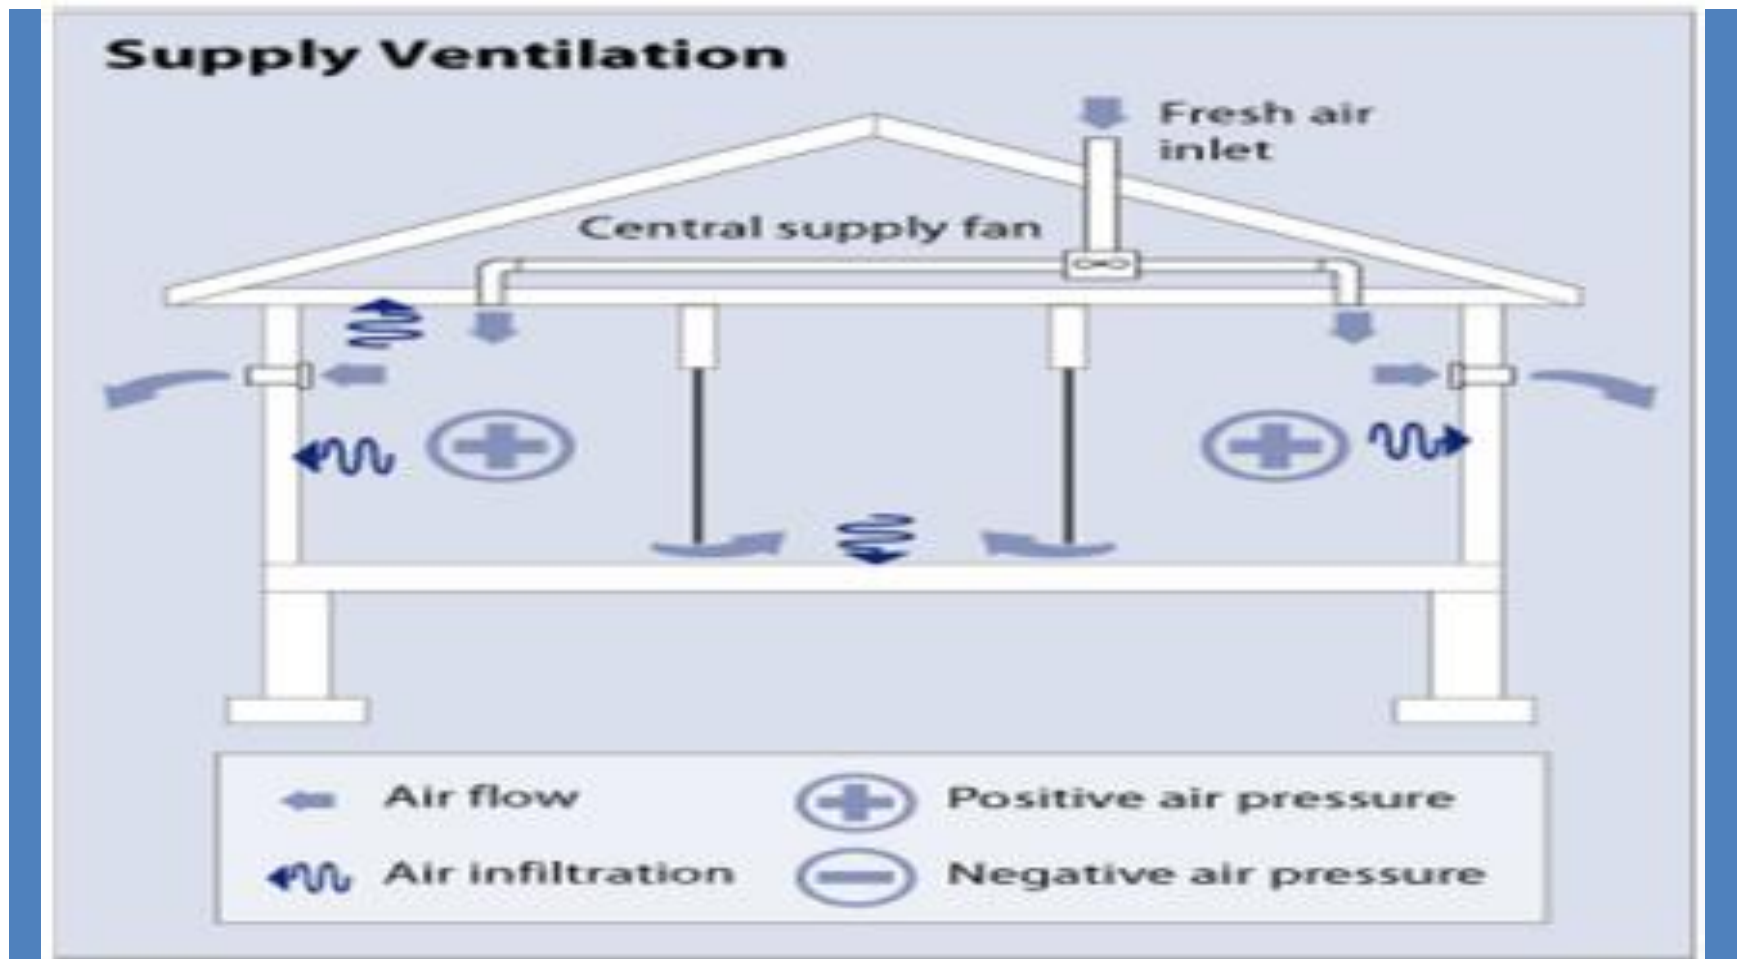 Supply Ventilation
Fresh air
inlet
Central supply fan
Air flow
Positive air pressure
Air infiltration
Negative air pressure